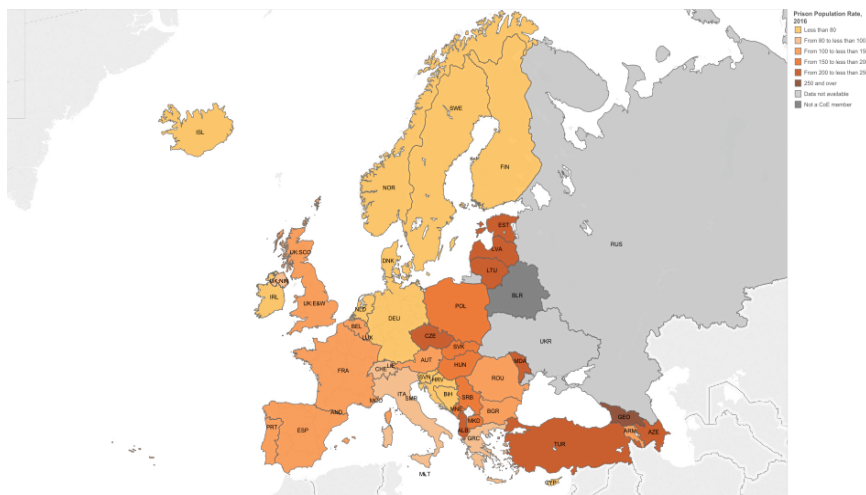 Prison Population Rate,
2016
Less than 80
From 80 to less than 100
From 100 to less than 15
From 150 to less than 20
From 200 to less than 25
250 and over
Data not available
Not a CoE member
ISL
SWE
FIN
NOR
EST
RUS
LVA
DNK
UK:SCO
LTU
BLR
IRL
UK:E&W
NLD
DEU
POL
BEL
LUX
CZE
UKR
SVK
MDA
FRA
LIE
AUT
HUN
CHE
ROU
SVN
HRV
ITA
BIH
SRB
SMR
MCO
AND
MNE
BGR
GEO
PRT
ESP
MKD
ALB
ARM
AZE
GRC
TUR
MLT
CYP